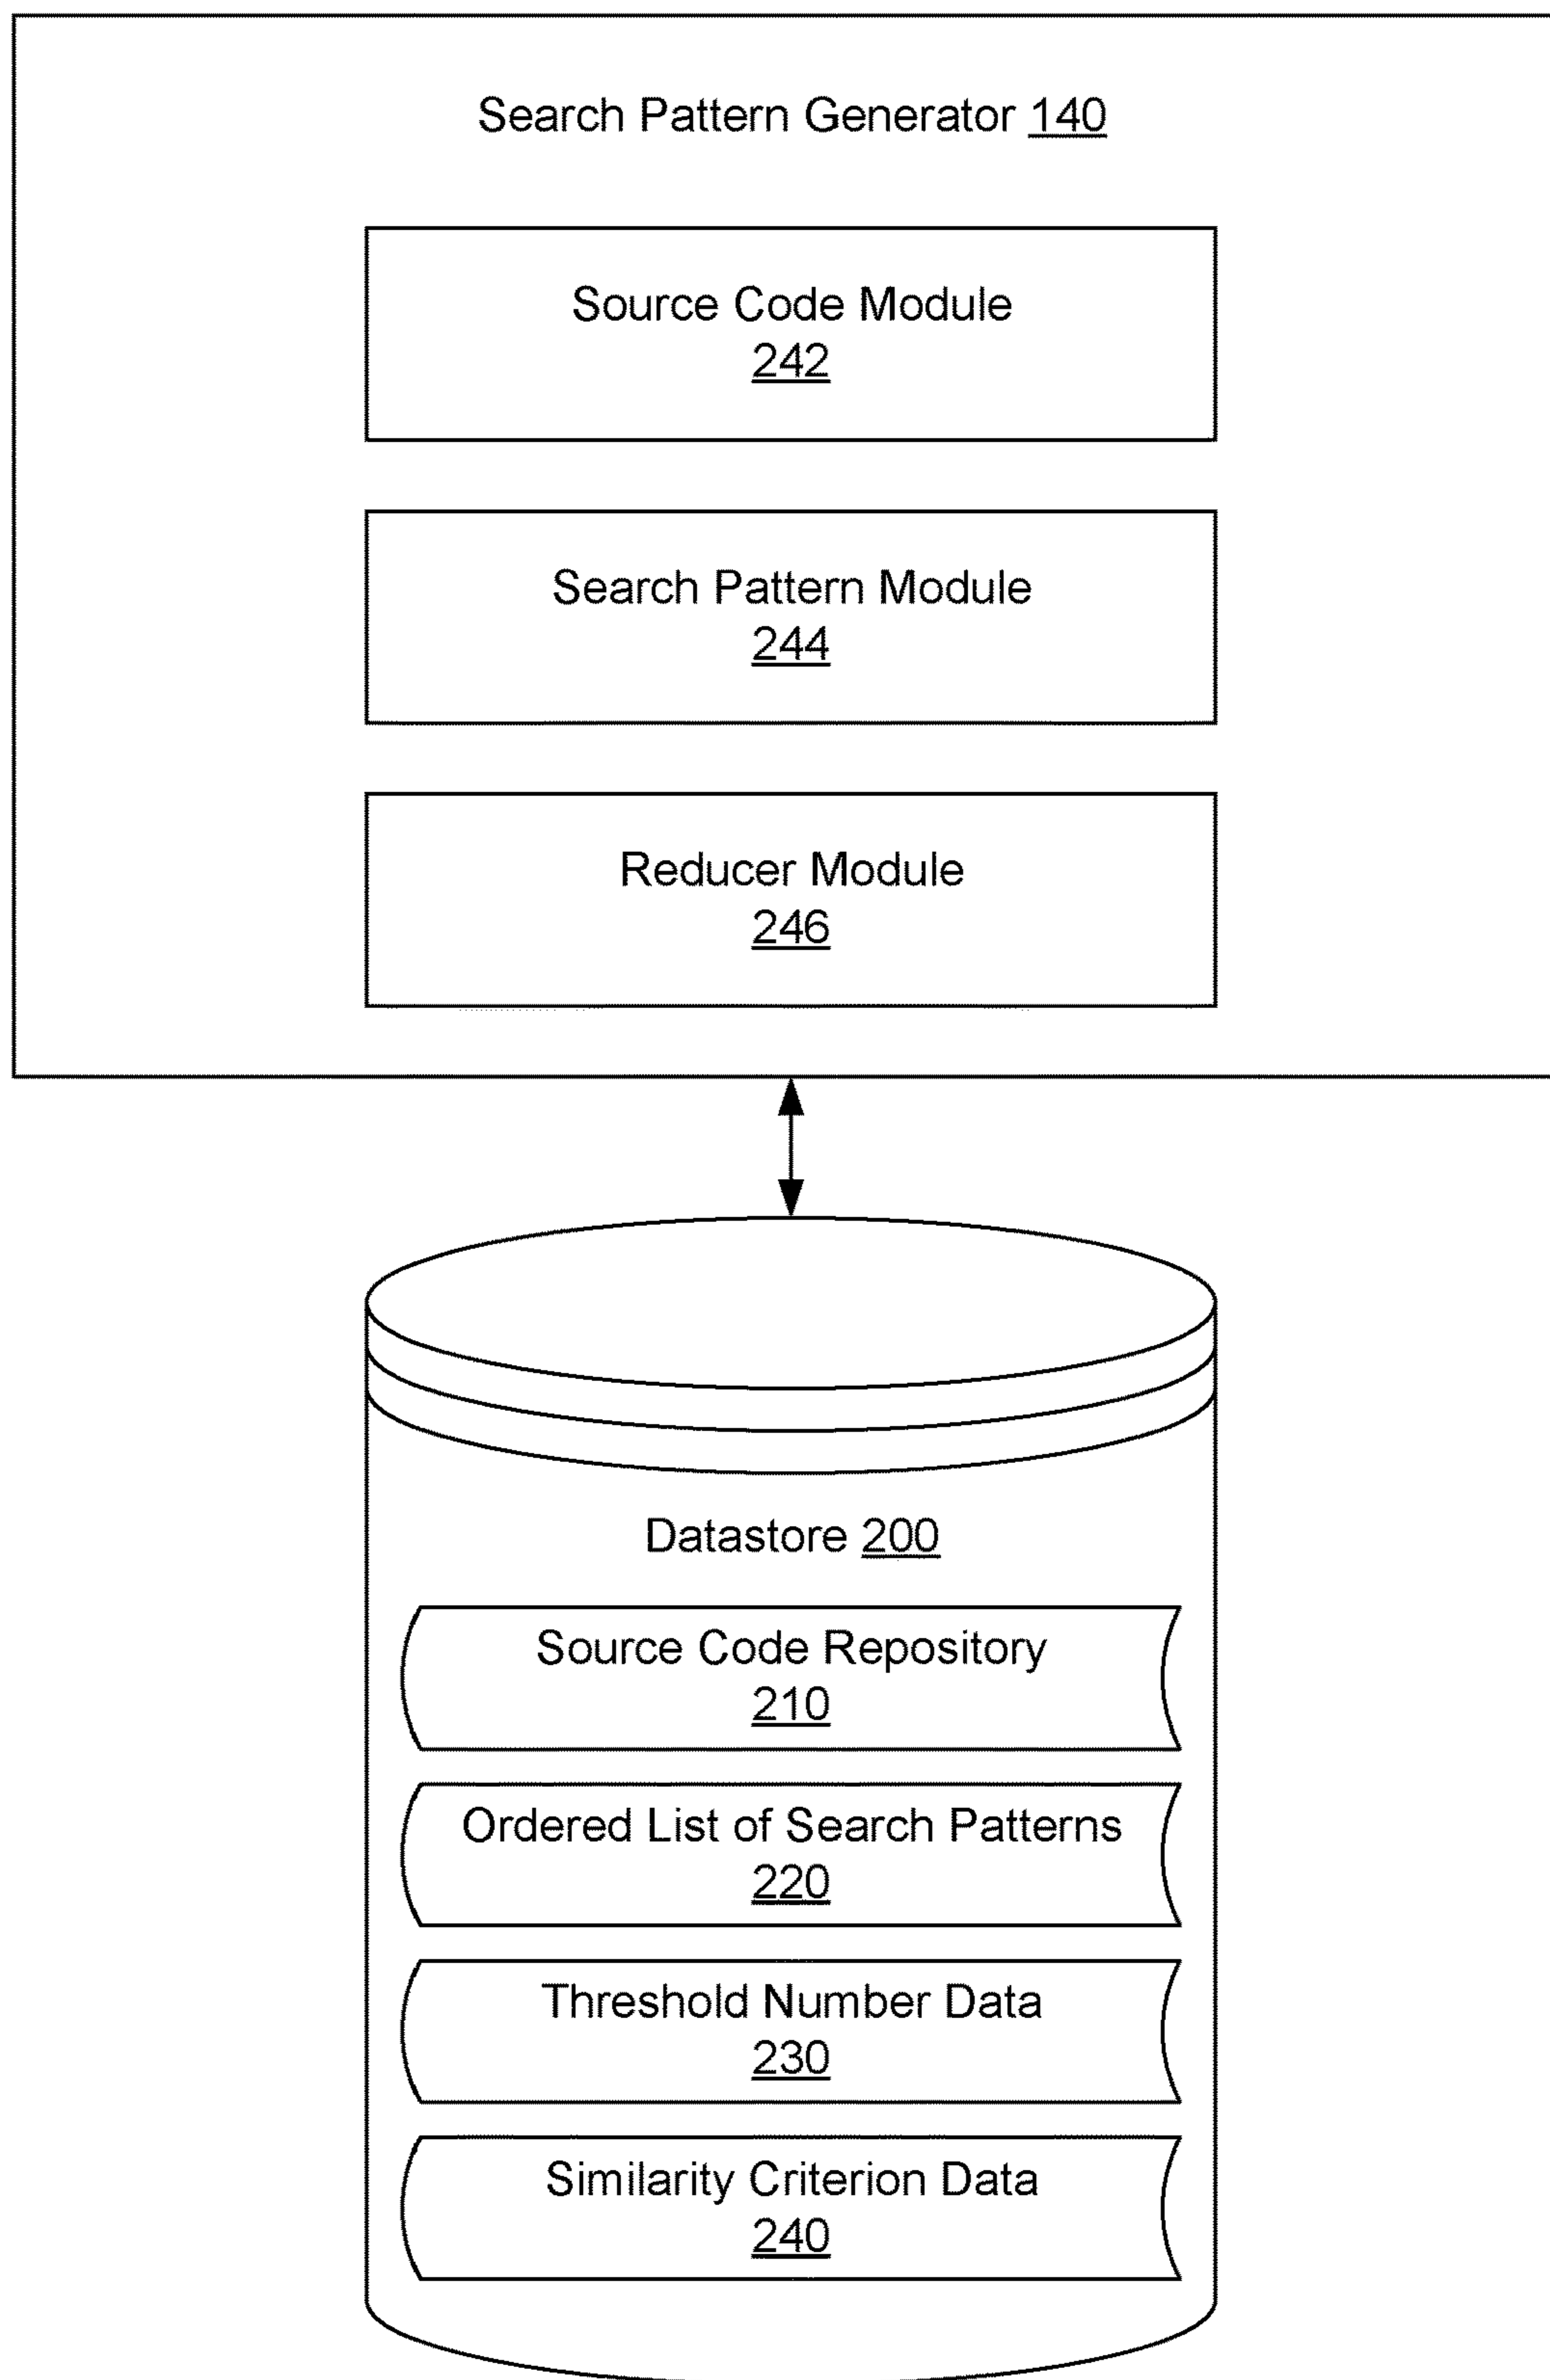 Search Pattern Generator 140
Source Code Module
242
Search Pattern Module
244
Reducer Module
246
Datastore 200
Source Code Repository
210
Ordered List of Search Patterns
220
Threshold Number Data
230
Similarity Criterion Data
240